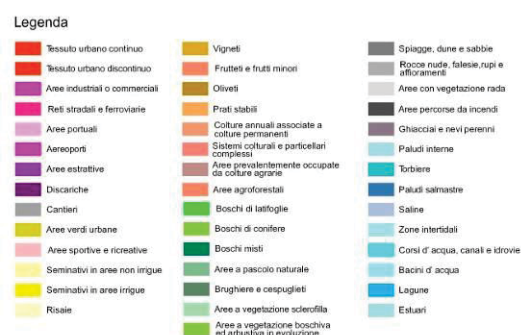 Legenda
Tessuto urbano continuo
Tessuto urbano discontinuo
Aree industriali o commerciali
Reti stradali e ferroviarie
Aree portuali
Aereoporti
Aree estrattive
Discariche
Cantieri
Aree verdi urbane
Aree sportive e ricreative
Seminativi in aree non irrigue
Seminativi in aree irrigue
Risaie
Vigneti
Frutteti e frutti minori
Oliveti
Prati stabili
Colture annuali associate a
colture permanenti
Sistemi colturali e particellari
complessi
Aree prevalentemente occupate
da colture agrarie
Aree agroforestali
Boschi di latifoglie
Boschi di conifere
Boschi misti
Aree a pascolo naturale
Brughiere e cespuglieti
Aree a vegetazione sclerofilla
Aree a vegetazione boschiva
ed arbustiva in evoluzione
Spiagge, dune e sabbie
Rocce nude, falesie,rupi e
affioramenti
Aree con vegetazione rada
Aree percorse da incendi
Ghiacciai e nevi perenni
Paludi interne
Torbiere
Paludi salmastre
Saline
Zone intertidali
Corsi d' acqua, canali e idrovie
Bacini d' acqua
Lagune
Estuari